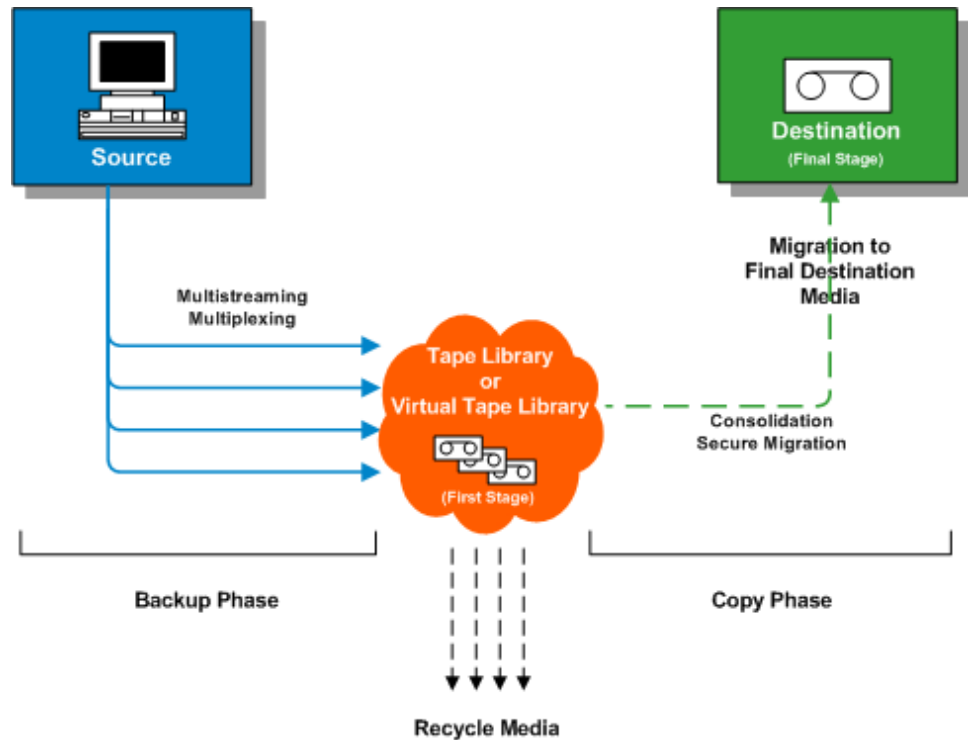 Source
Destination
(Final Stage)
Migration to
Final Destination
Media
Multistreaming
Multiplexing
Tape Library
or
Virtual Tape Library
(First Stage)
Consolidation
Secure Migration
Backup Phase
Copy Phase
Recycle Media